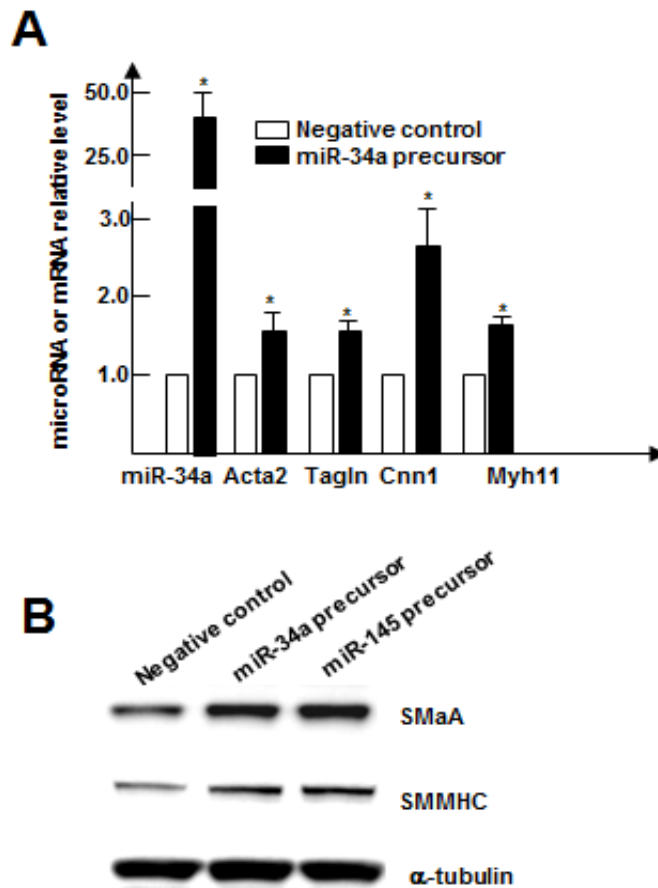 A
microRNA or mRNA relative level
50.0
25.0
3.0
2.0
1.0
*
*
*
*
*
Negative control
miR-34a precursor
miR-34a Acta2 Tagln Cnn1 Myh11
B
Negative control
miR-34a precursor
miR-145 precursor
SMaA
SMMHC
α-tubulin